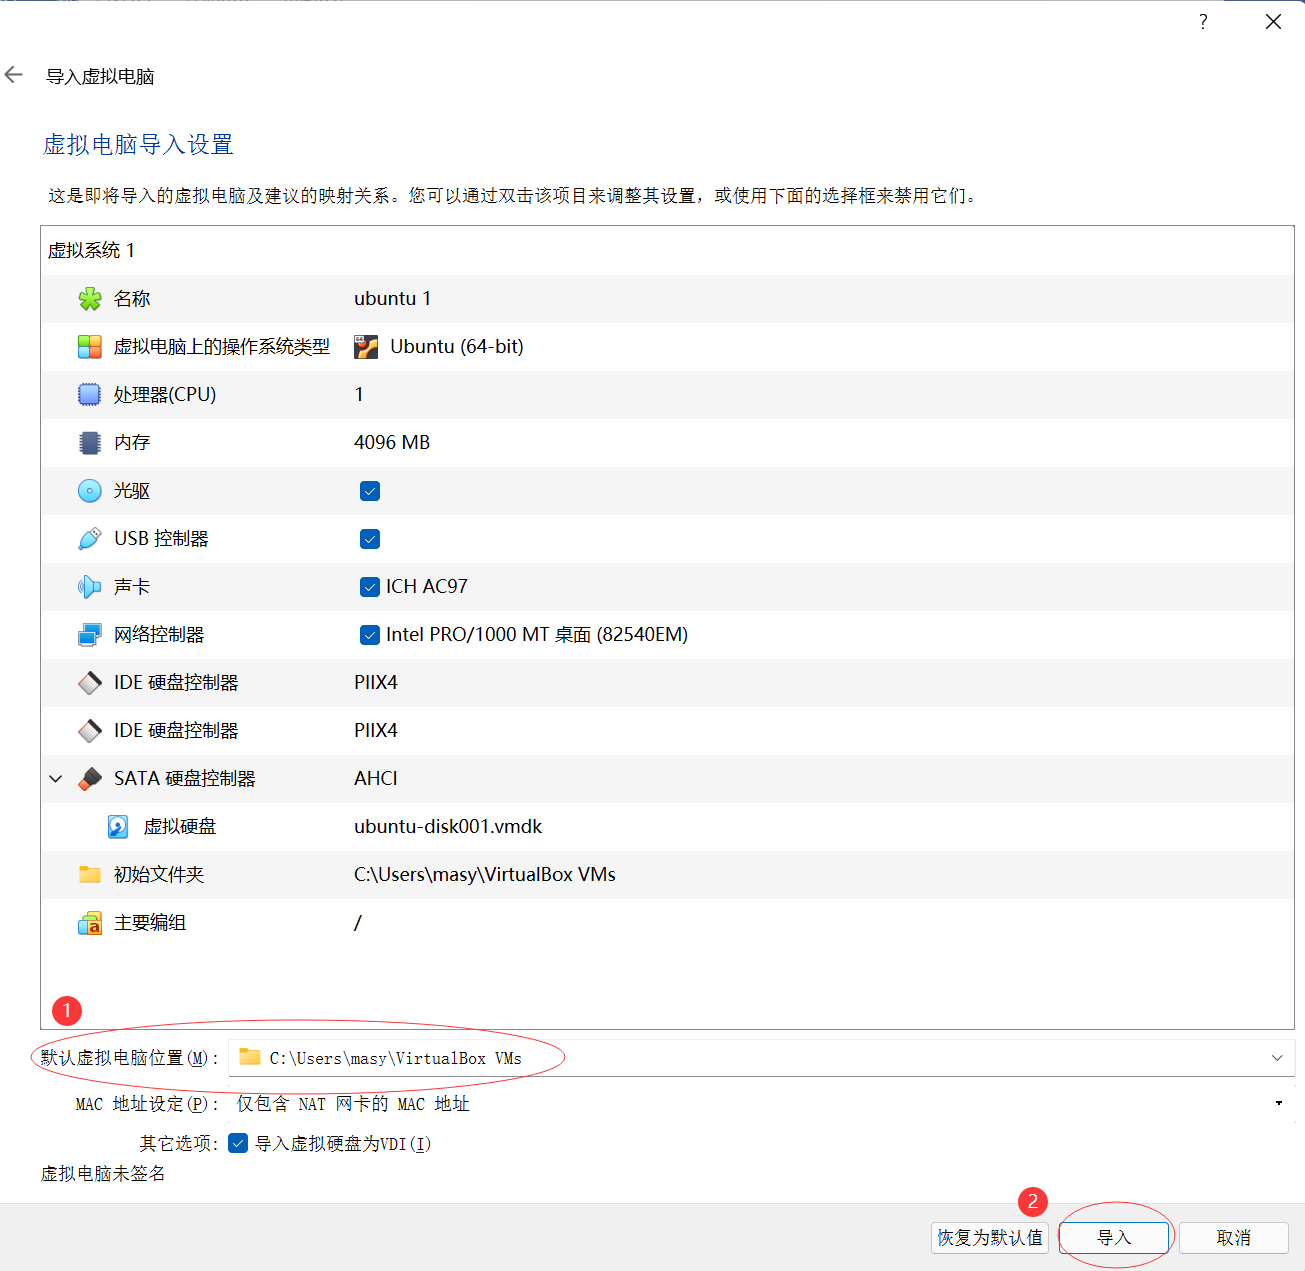 ?
导入虚拟电脑
虚拟电脑导入设置
这是即将导入的虚拟电脑及建议的映射关系。您可以通过双击该项目来调整其设置，或使用下面的选择框来禁用它们。
虚拟系统 1
名称 ubuntu 1
虚拟电脑上的操作系统类型 64 Ubuntu (64-bit)
处理器(CPU) 1
内存 4096 MB
光驱
USB 控制器
声卡 ICH AC97
网络控制器 Intel PRO/1000 MT 桌面 (82540EM)
IDE 硬盘控制器 PIIX4
IDE 硬盘控制器 PIIX4
SATA 硬盘控制器 AHCI
虚拟硬盘 ubuntu-disk001.vmdk
初始文件夹 C:\Users\masy\VirtualBox VMs
主要编组 /
1
默认虚拟电脑位置(M)： C:\Users\masy\VirtualBox VMs
MAC 地址设定(P)： 仅包含 NAT 网卡的 MAC 地址
其它选项： 导入虚拟硬盘为VDI(I)
虚拟电脑未签名
2
恢复为默认值 导入 取消